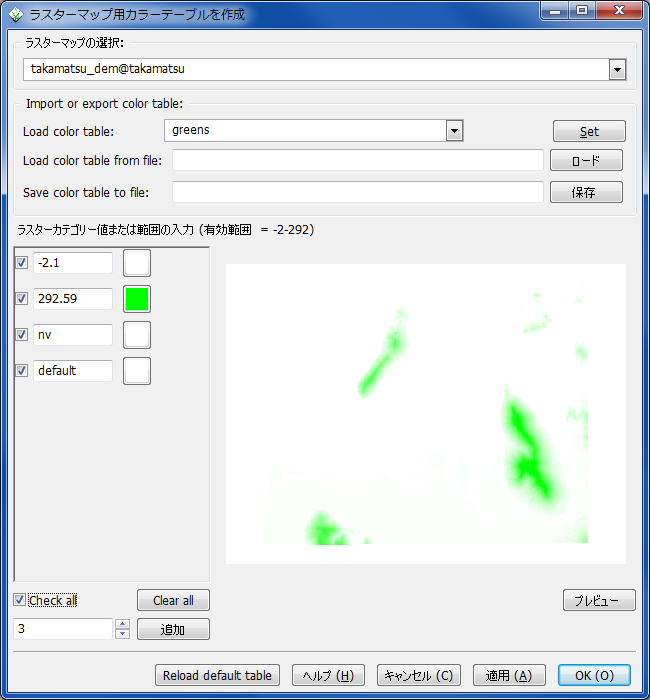 ラスターマップ用カラーテーブルを作成
ラスターマップの選択:
takamatsu_dem@takamatsu
Import or export color table:
Load color table: greens Set
Load color table from file: ロード
Save color table to file: 保存
ラスターカテゴリー値または範囲の入力 (有効範囲 = -2-292)
-2.1
292.59
nv
default
Check all Clear all プレビュー
3 追加
Reload default table ヘルプ (H) キャンセル (C) 適用 (A) OK (O)